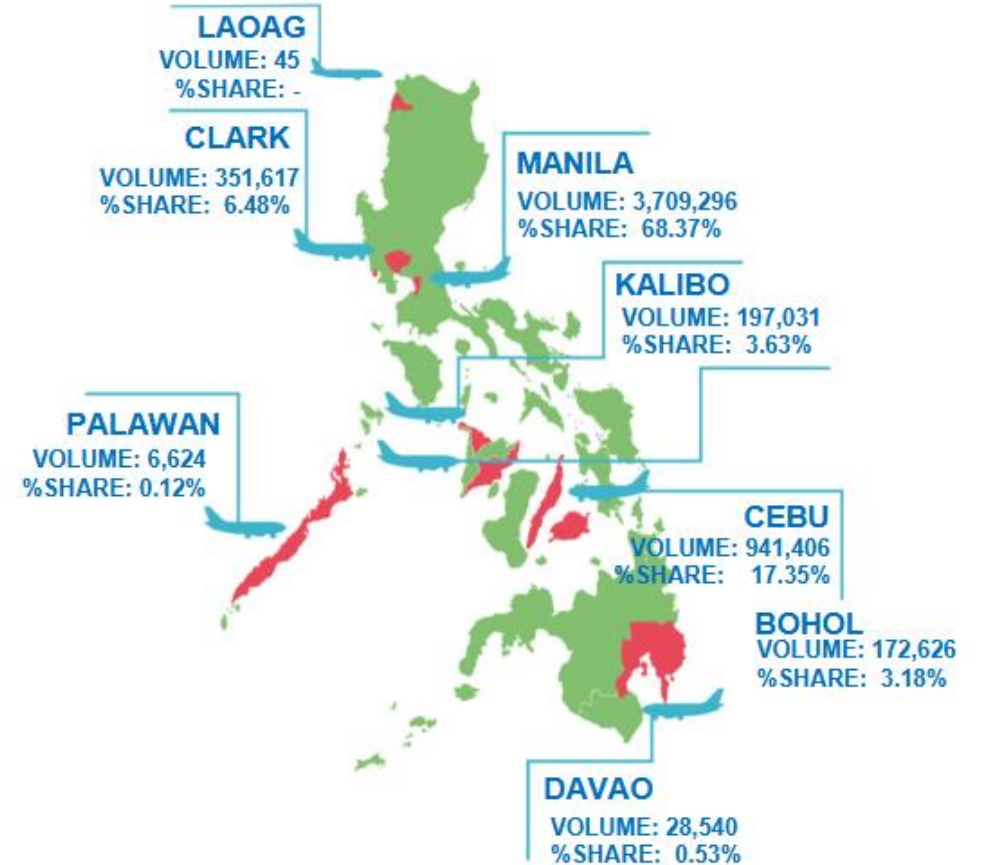 LAOAG
VOLUME: 45
%SHARE: -
CLARK
VOLUME: 351,617
%SHARE: 6.48%
MANILA
VOLUME: 3,709,296
%SHARE: 68.37%
KALIBO
VOLUME: 197,031
%SHARE: 3.63%
PALAWAN
VOLUME: 6,624
%SHARE: 0.12%
CEBU
VOLUME: 941,406
%SHARE: 17.35%
BOHOL
VOLUME: 172,626
%SHARE: 3.18%
DAVAO
VOLUME: 28,540
%SHARE: 0.53%